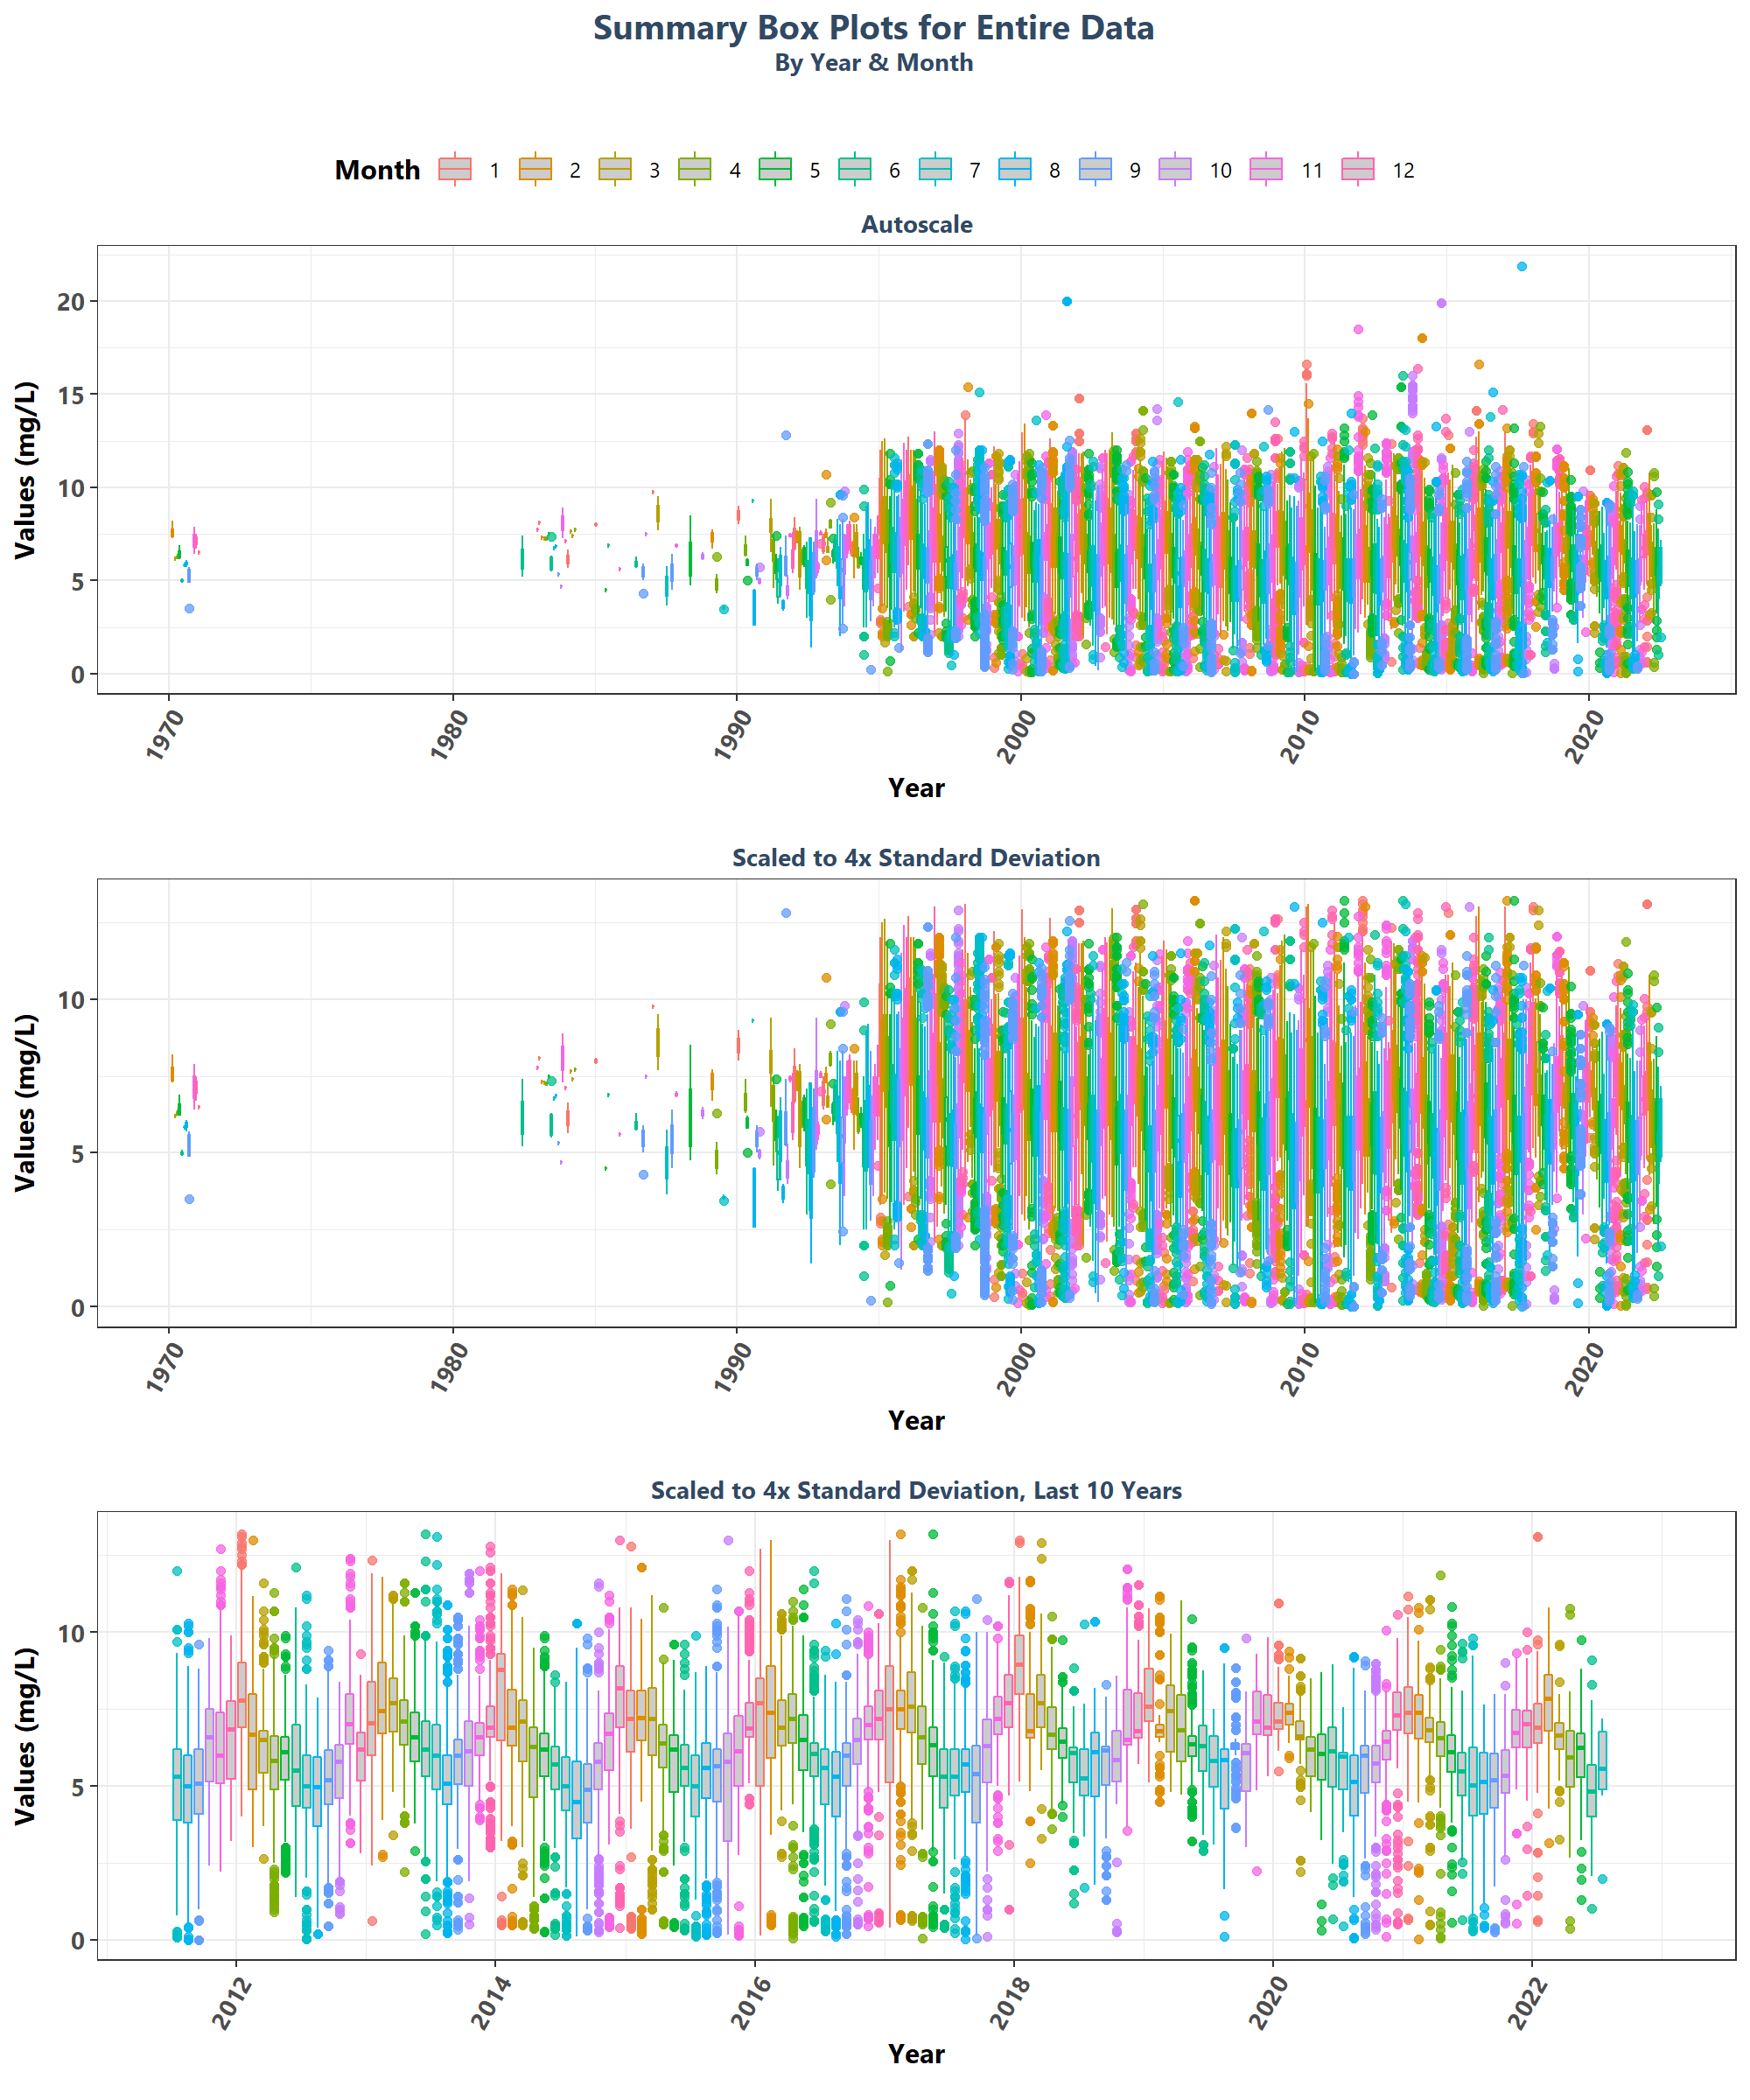 Summary Box Plots for Entire Data
By Year & Month
Month 1 2 3 4 5 6 7 8 9 10 11 12
Autoscale
Values (mg/L)
20
15
10
5
0
1970 1980 1990 2000 2010 2020
Year
Scaled to 4x Standard Deviation
Values (mg/L)
10
5
0
1970 1980 1990 2000 2010 2020
Year
Scaled to 4x Standard Deviation, Last 10 Years
Values (mg/L)
10
5
0
2012 2014 2016 2018 2020 2022
Year